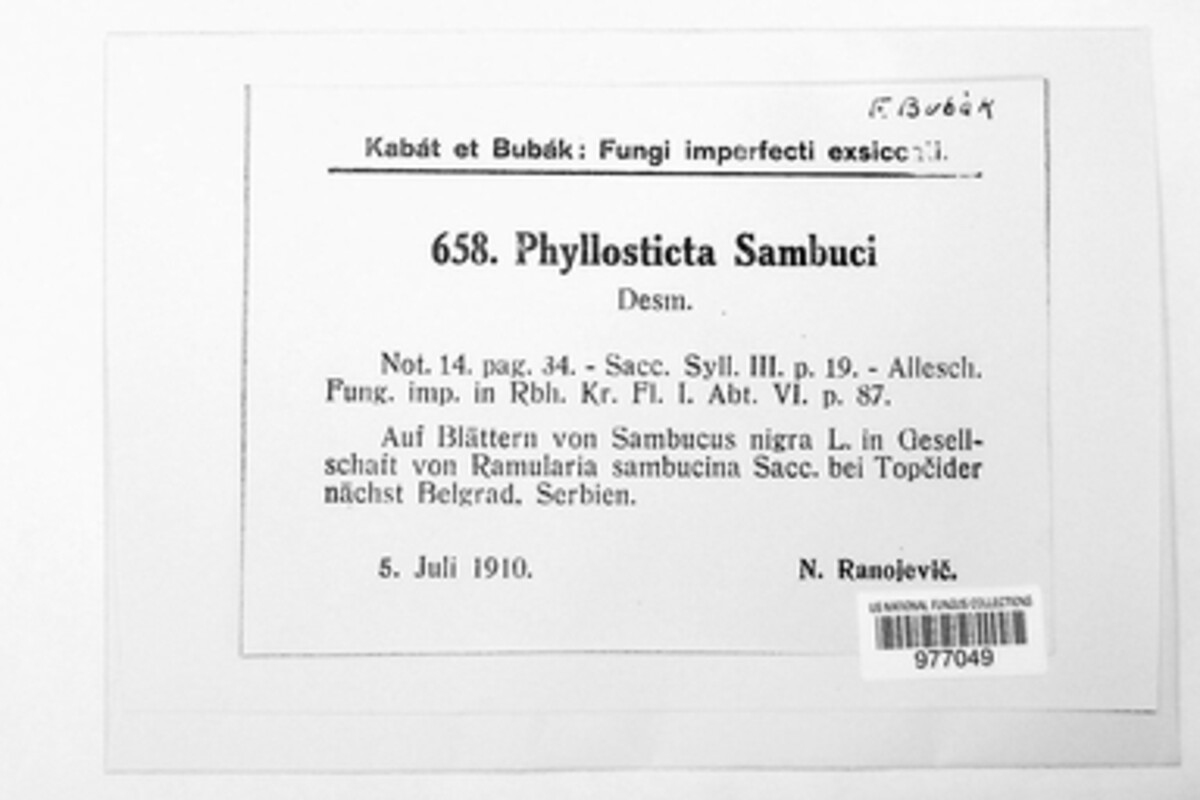 F. Bubák
Kabát et Bubák: Fungi imperfecti
658. Phyllosticta Sambuci
Desm.
Not. 14. pag. 34. - Sacc. Syll. III. p. 19. - Allesch.
Fung. imp. in Rbh. Kr. Fl. I. Abt. VI. p. 87.
Auf Blättern von Sambucus nigra L. in Gesell-
schaft von Ramularia sambucina Sacc. bei Topčider
nächst Belgrad. Serbien.
5. Juli 1910.
N. Ranojevič.
US NATIONAL FUNGUS COLLECTIONS
977049